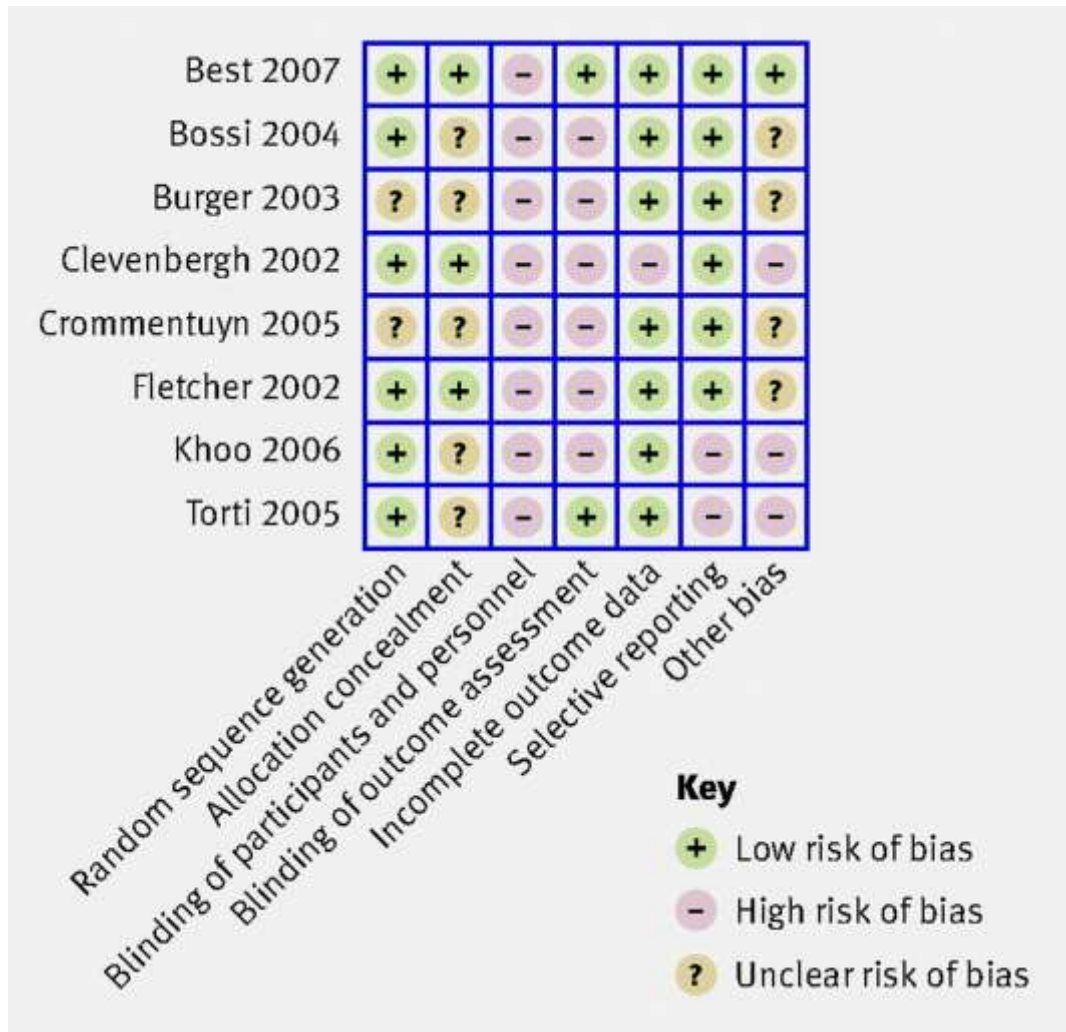 Best 2007 + + - + + + +
Bossi 2004 + ? - - + + ?
Burger 2003 ? ? - - + + ?
Clevenbergh 2002 + + - - - + -
Crommentuyn 2005 ? ? - - + + ?
Fletcher 2002 + + - - + + ?
Khoo 2006 + ? - - + - -
Torti 2005 + ? - + + - -
Random sequence generation
Allocation concealment
Blinding of participants and personnel
Blinding of outcome assessment
Incomplete outcome data
Selective reporting
Other bias
Key
+ Low risk of bias
- High risk of bias
? Unclear risk of bias